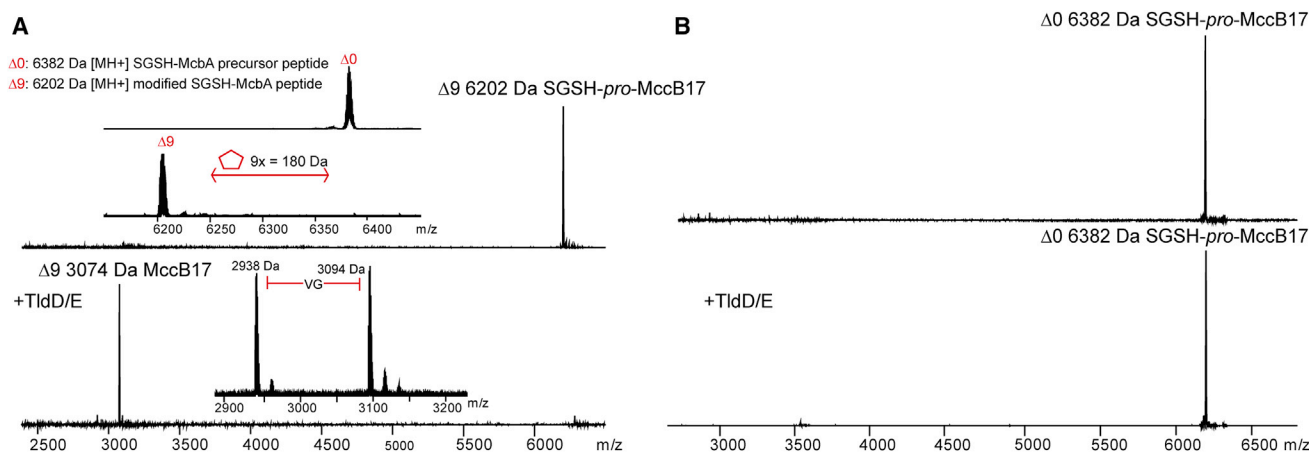 A
Δ0: 6382 Da [MH+] SGSH-McbA precursor peptide
Δ9: 6202 Da [MH+] modified SGSH-McbA peptide
Δ0
Δ9
9x = 180 Da
6200 6250 6300 6350 6400 m/z
Δ9 6202 Da SGSH-pro-MccB17
Δ9 3074 Da MccB17
+TldD/E
2938 Da
3094 Da
VG
2900 3000 3100 3200 m/z
2500 3000 3500 4000 4500 5000 5500 6000 m/z
B
Δ0 6382 Da SGSH-pro-MccB17
Δ0 6382 Da SGSH-pro-MccB17
+TldD/E
3000 3500 4000 4500 5000 5500 6000 6500 m/z